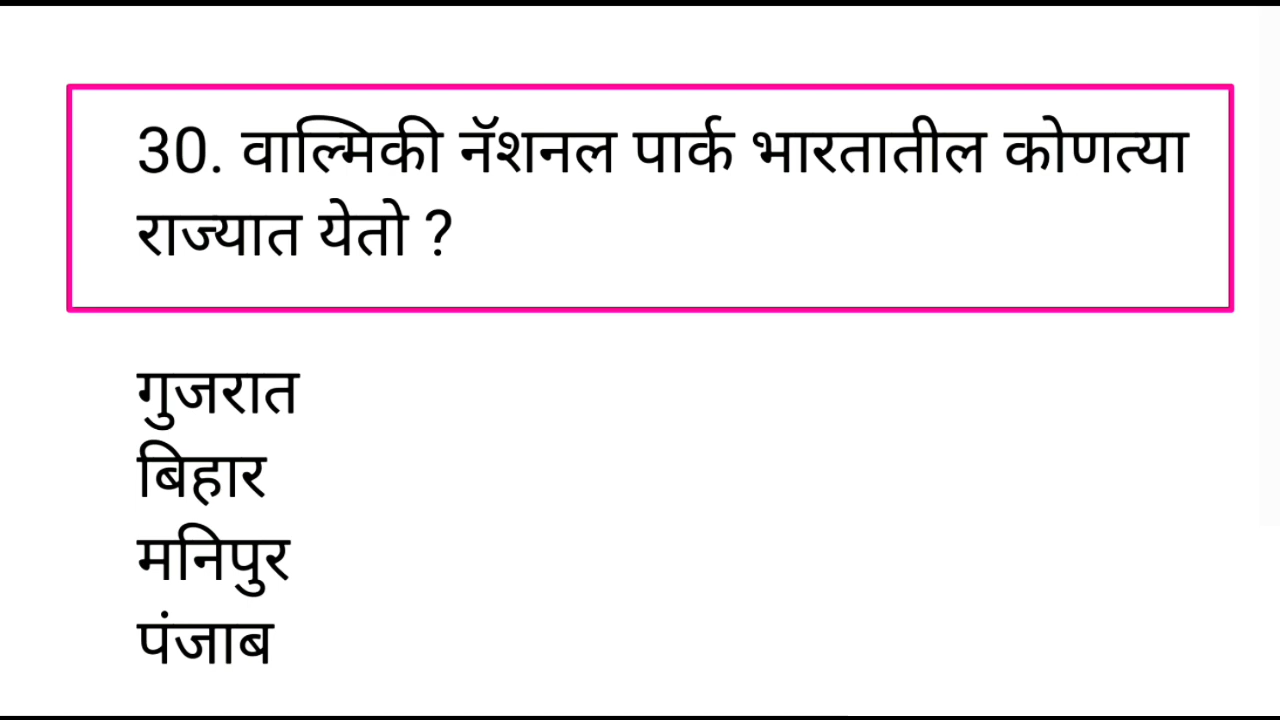 30. वाल्मिकी नॅशनल पार्क भारतातील कोणत्या
राज्यात येतो ?
गुजरात
बिहार
मनिपुर
पंजाब